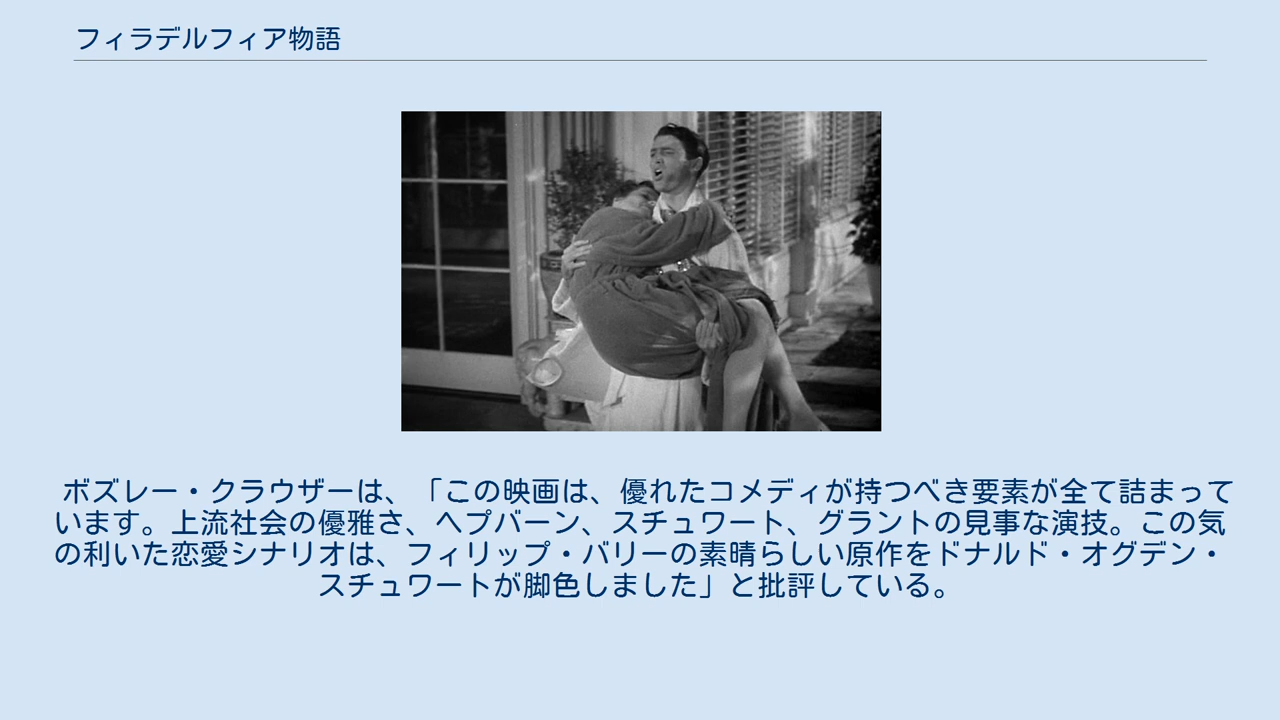 フィラデルフィア物語
ボズレー・クラウザーは、「この映画は、優れたコメディが持つべき要素が全て詰まって
います。上流社会の優雅さ、ヘプバーン、スチュワート、グラントの見事な演技。この気
の利いた恋愛シナリオは、フィリップ・バリーの素晴らしい原作をドナルド・オグデン・
スチュワートが脚色しました」と批評している。